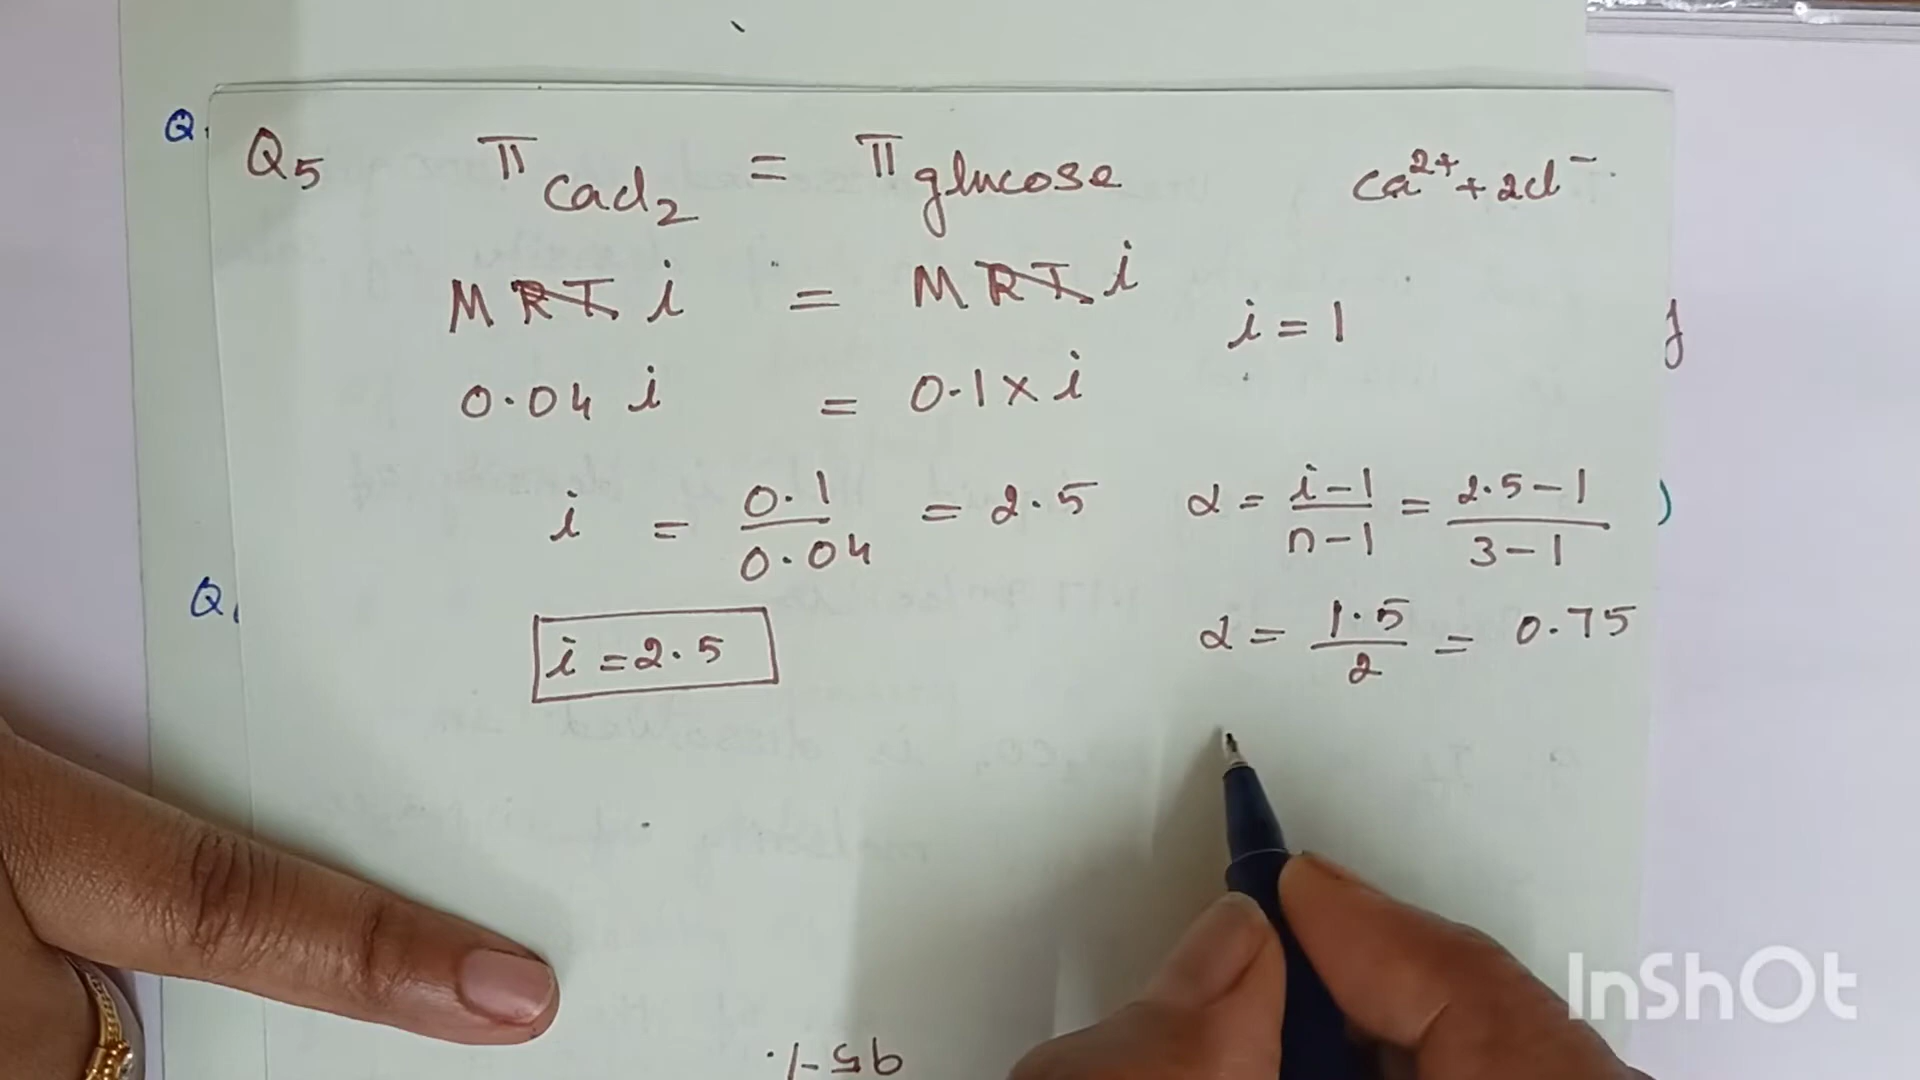 Q.
Q5 π CaCl₂ = π glucose Ca²⁺ + 2Cl⁻
MRT i = MRT i
i = 1
0.04 i = 0.1 × i
i = 0.1/0.04 = 2.5 α = i-1/n-1 = 2.5-1/3-1 )
Q
i = 2.5 α = 1.5/2 = 0.75
InShOt